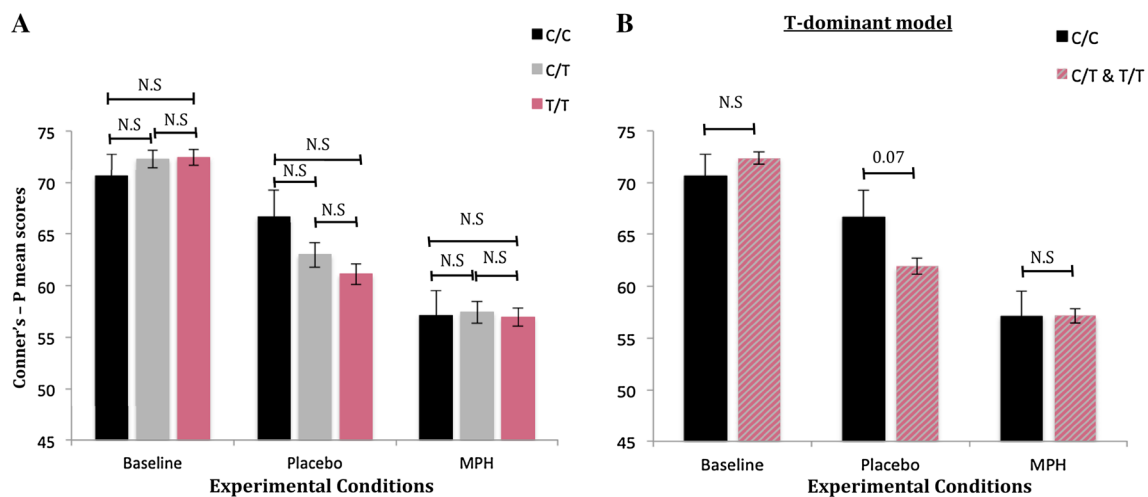 A
C/C
C/T
T/T
N.S
N.S N.S
N.S
N.S
N.S
N.S
N.S N.S
75
70
65
60
55
50
45
Conner's – P mean scores
Baseline Placebo MPH
Experimental Conditions
B
T-dominant model
C/C
C/T & T/T
N.S
0.07
N.S
75
70
65
60
55
50
45
Baseline Placebo MPH
Experimental Conditions